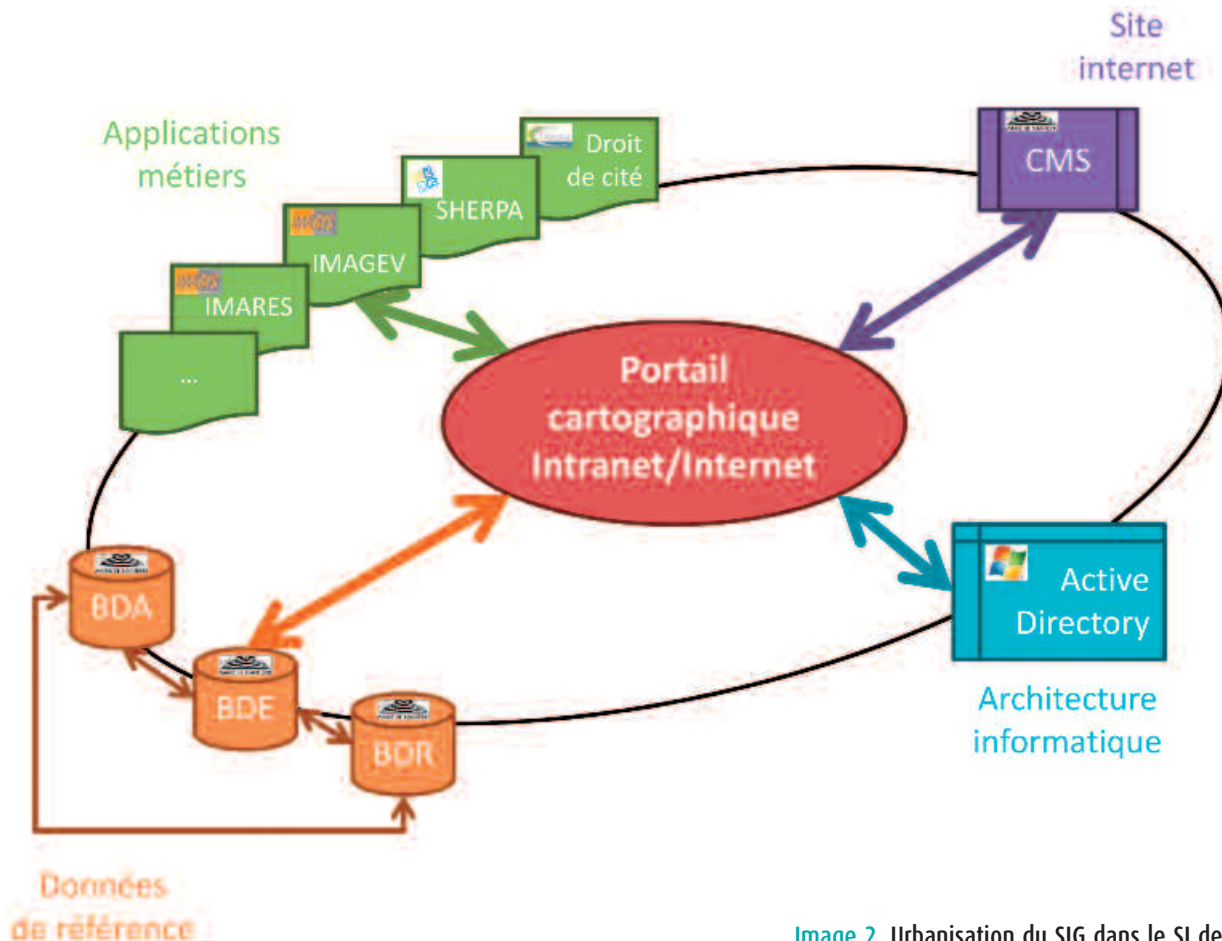 Site
internet
Applications
métiers
Droit
de cité
CMS
SHERPA
IMAGEV
IMARES
...
Portail
cartographique
Intranet/Internet
BDA
BDE
BDR
Active
Directory
Architecture
informatique
Données
de référence
Image 2. Urbanisation du SIG dans le SI de